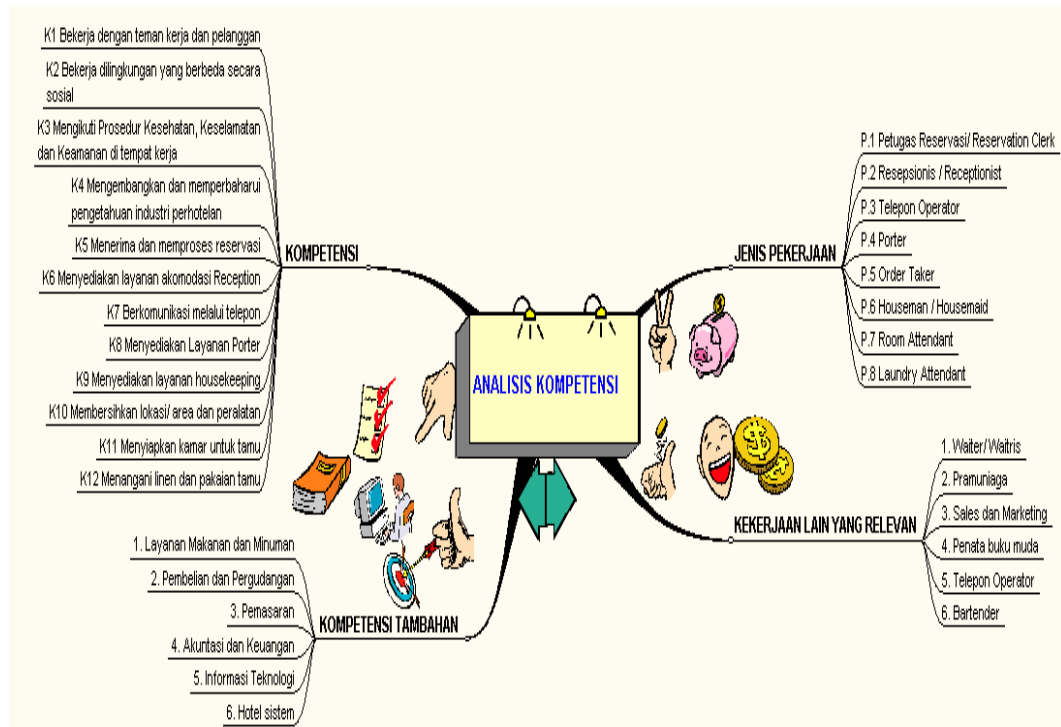 K1 Bekerja dengan teman kerja dan pelanggan
K2 Bekerja dilingkungan yang berbeda secara
sosial
K3 Mengikuti Prosedur Kesehatan, Keselamatan
dan Keamanan di tempat kerja
K4 Mengembangkan dan memperbaharui
pengetahuan industri perhotelan
K5 Menerima dan memproses reservasi
K6 Menyediakan layanan akomodasi Reception
K7 Berkomunikasi melalui telepon
K8 Menyediakan Layanan Porter
K9 Menyediakan layanan housekeeping
K10 Membersihkan lokasi/ area dan peralatan
K11 Menyiapkan kamar untuk tamu
K12 Menangani linen dan pakaian tamu
KOMPETENSI
ANALISIS KOMPETENSI
JENIS PEKERJAAN
P.1 Petugas Reservasi/ Reservation Clerk
P.2 Resepsionis / Receptionist
P.3 Telepon Operator
P.4 Porter
P.5 Order Taker
P.6 Houseman / Housemaid
P.7 Room Attendant
P.8 Laundry Attendant
KEKERJAAN LAIN YANG RELEVAN
1. Waiter/ Waitris
2. Pramuniaga
3. Sales dan Marketing
4. Penata buku muda
5. Telepon Operator
6. Bartender
KOMPETENSI TAMBAHAN
1. Layanan Makanan dan Minuman
2. Pembelian dan Pergudangan
3. Pemasaran
4. Akuntasi dan Keuangan
5. Informasi Teknologi
6. Hotel sistem